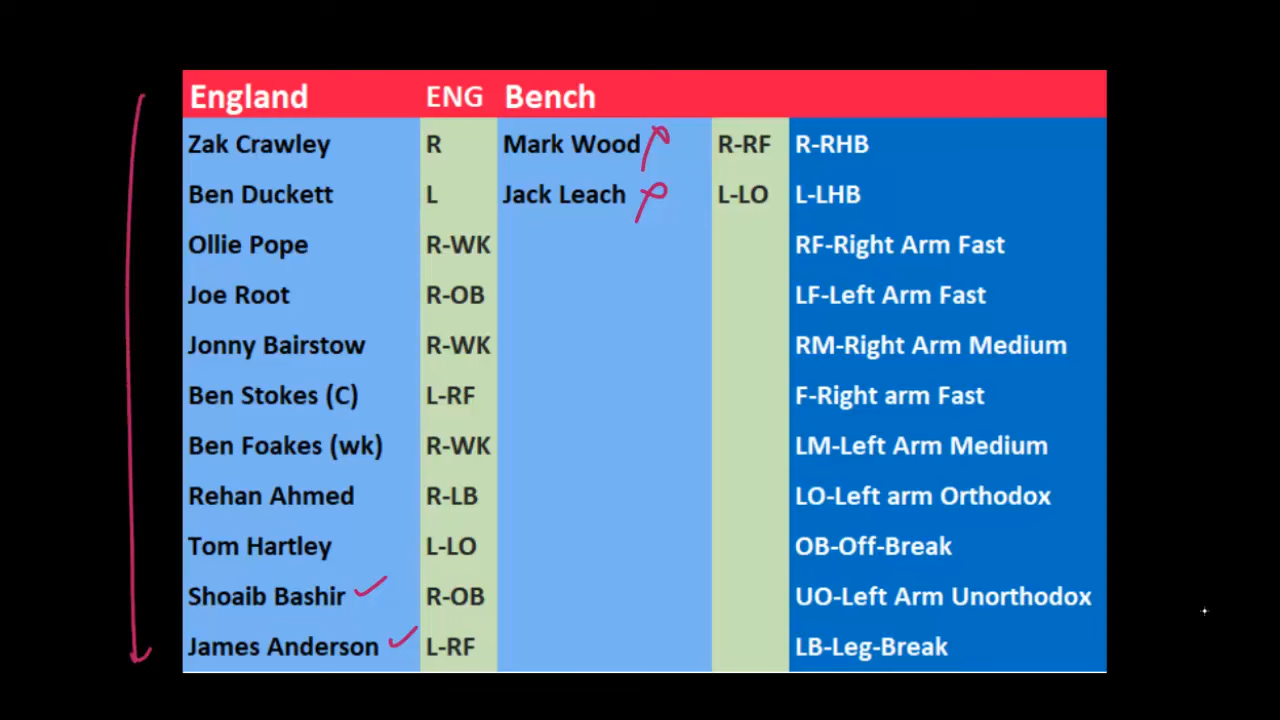 England ENG Bench
Zak Crawley R Mark Wood R-RF R-RHB
Ben Duckett L Jack Leach L-LO L-LHB
Ollie Pope R-WK RF-Right Arm Fast
Joe Root R-OB LF-Left Arm Fast
Jonny Bairstow R-WK RM-Right Arm Medium
Ben Stokes (C) L-RF F-Right arm Fast
Ben Foakes (wk) R-WK LM-Left Arm Medium
Rehan Ahmed R-LB LO-Left arm Orthodox
Tom Hartley L-LO OB-Off-Break
Shoaib Bashir R-OB UO-Left Arm Unorthodox
James Anderson L-RF LB-Leg-Break